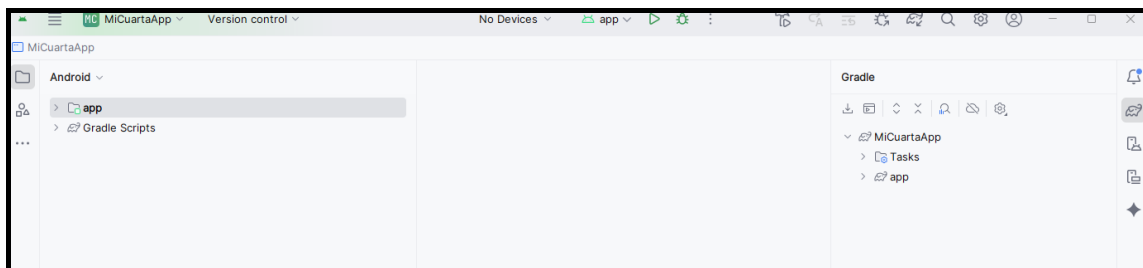 MC MiCuartaApp Version control No Devices app
MiCuartaApp
Android
Gradle
app
Gradle Scripts
MiCuartaApp
Tasks
app